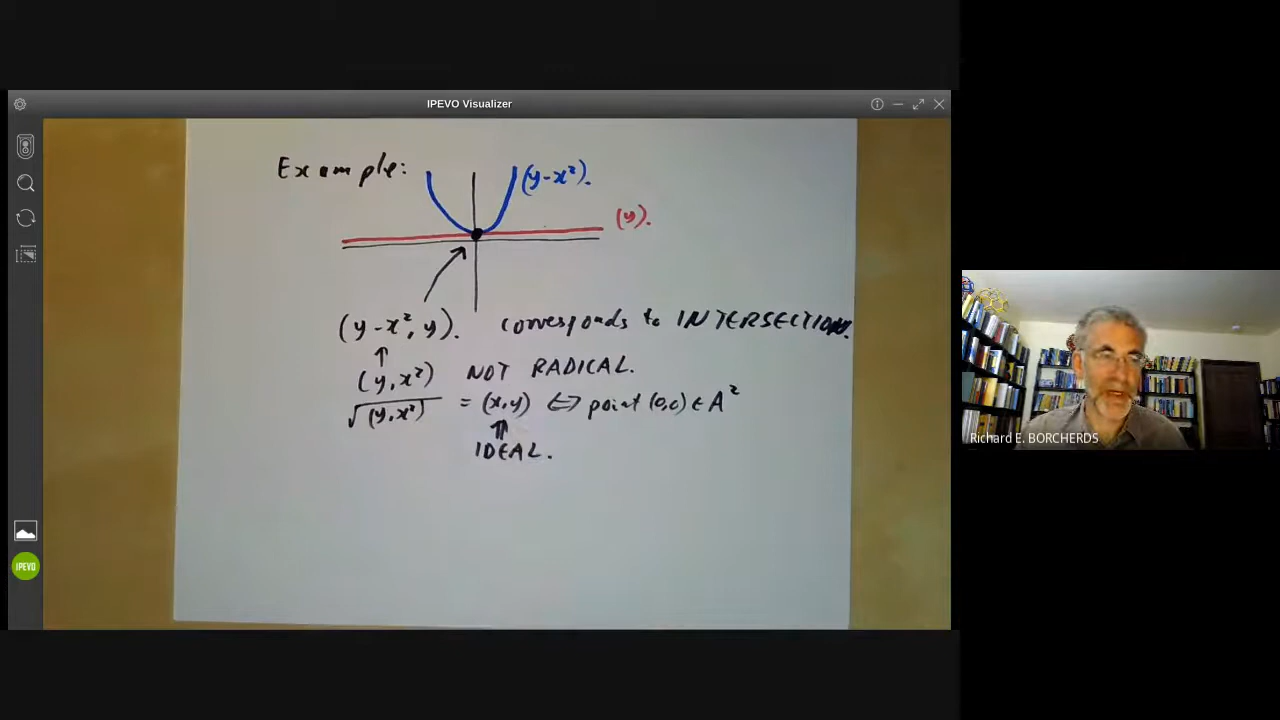 IPEVO Visualizer
Example:
(y-x²).
(y).
(y-x², y). corresponds to INTERSECTION.
(y, x²) NOT RADICAL.
√(y, x²) = (x,y) ⇔ point (0,0) ∈ A²
IDEAL.
Richard E. BORCHERDS
IPEVO